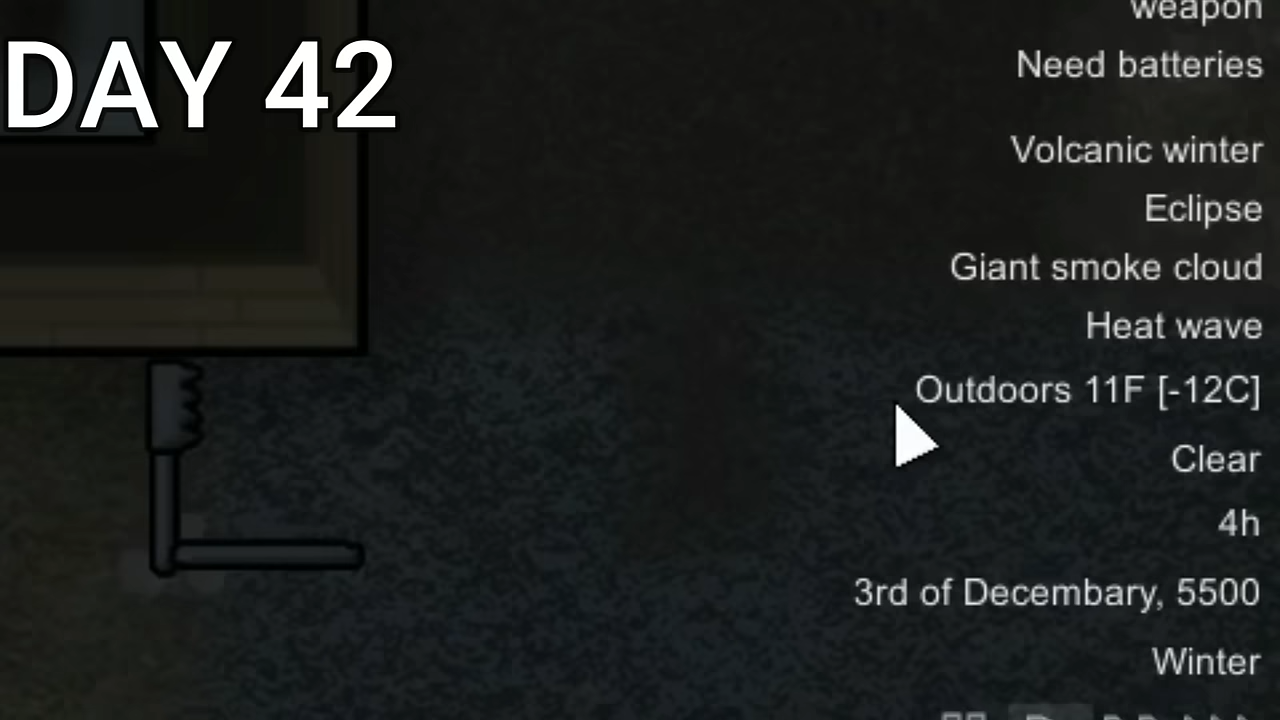 weapon
DAY 42
Need batteries
Volcanic winter
Eclipse
Giant smoke cloud
Heat wave
Outdoors 11F [-12C]
Clear
4h
3rd of Decembary, 5500
Winter